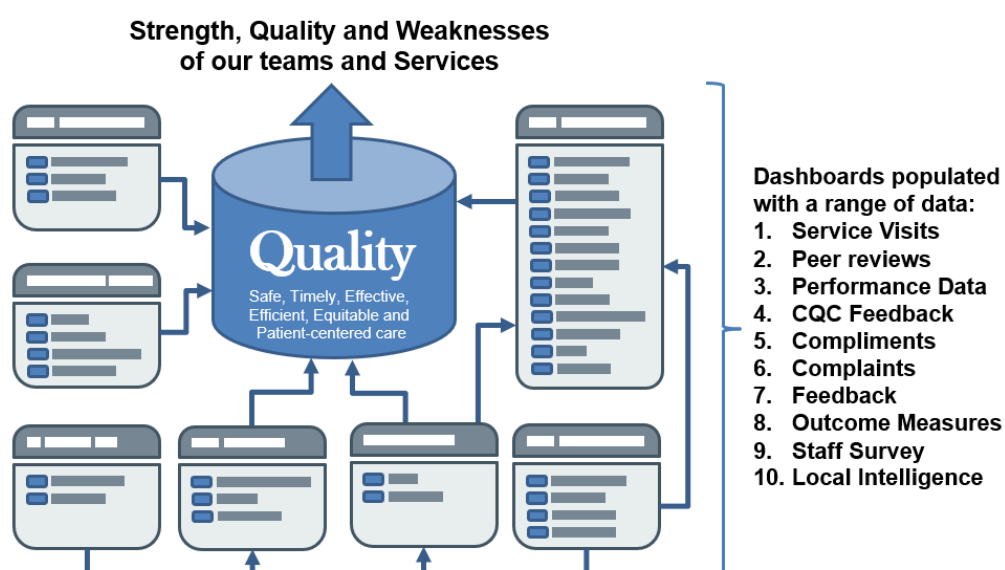 Strength, Quality and Weaknesses
of our teams and Services
Quality
Safe, Timely, Effective,
Efficient, Equitable and
Patient-centered care
Dashboards populated
with a range of data:
1. Service Visits
2. Peer reviews
3. Performance Data
4. CQC Feedback
5. Compliments
6. Complaints
7. Feedback
8. Outcome Measures
9. Staff Survey
10. Local Intelligence